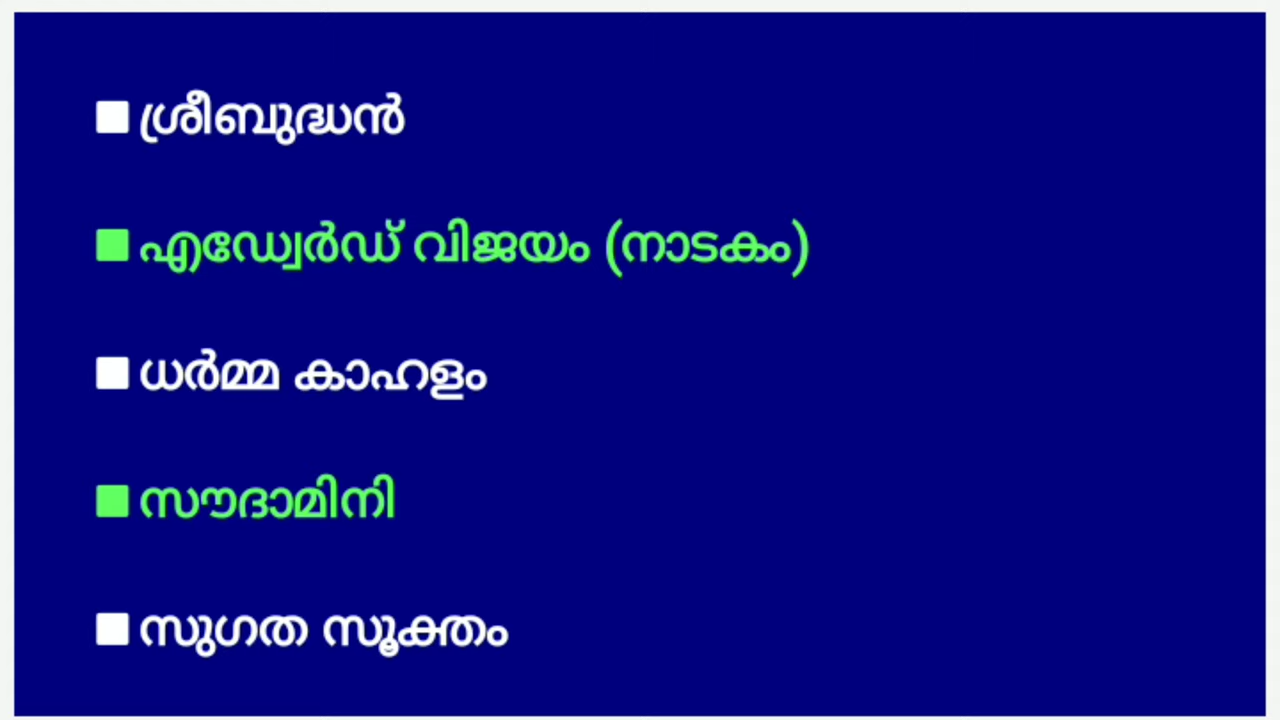 ശ്രീബുദ്ധൻ
എഡ്വേർഡ് വിജയം (നാടകം)
ധർമ്മ കാഹളം
സൗദാമിനി
സുഗത സൂക്തം